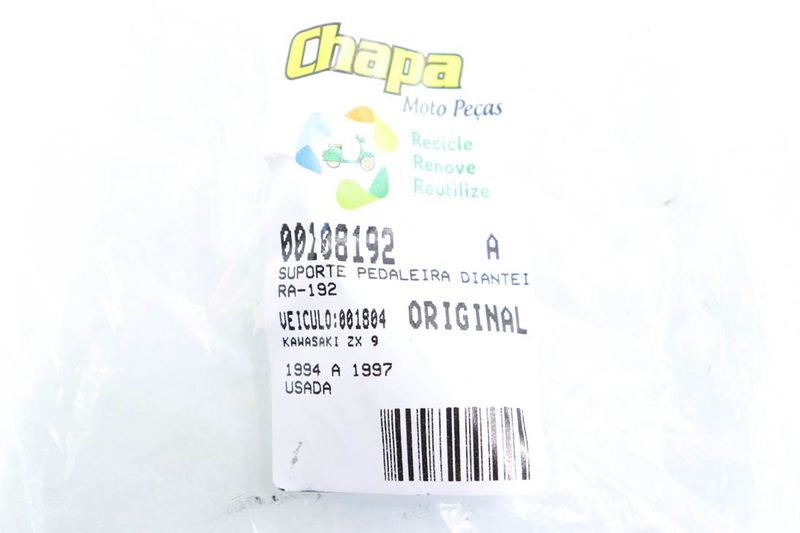 Chapa
Moto Peças
Recicle
Renove
Reutilize
00108192 A
SUPORTE PEDALEIRA DIANTEI
RA-192
VEICULO:001804 ORIGINAL
KAWASAKI ZX 9
1994 A 1997
USADA